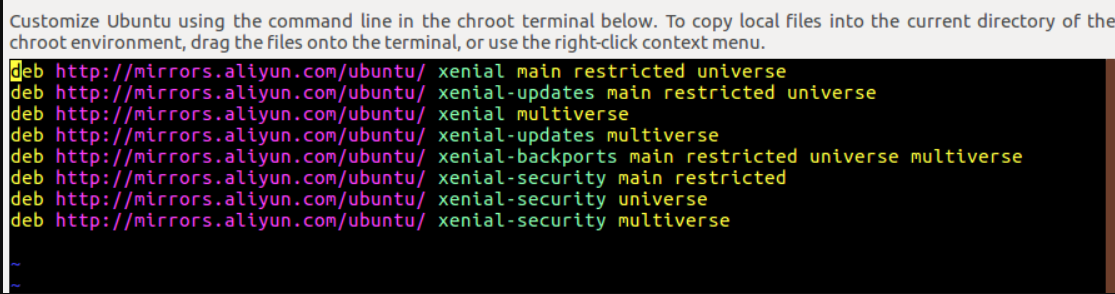 Customize Ubuntu using the command line in the chroot terminal below. To copy local files into the current directory of the
chroot environment, drag the files onto the terminal, or use the right-click context menu.
deb http://mirrors.aliyun.com/ubuntu/ xenial main restricted universe
deb http://mirrors.aliyun.com/ubuntu/ xenial-updates main restricted universe
deb http://mirrors.aliyun.com/ubuntu/ xenial multiverse
deb http://mirrors.aliyun.com/ubuntu/ xenial-updates multiverse
deb http://mirrors.aliyun.com/ubuntu/ xenial-backports main restricted universe multiverse
deb http://mirrors.aliyun.com/ubuntu/ xenial-security main restricted
deb http://mirrors.aliyun.com/ubuntu/ xenial-security universe
deb http://mirrors.aliyun.com/ubuntu/ xenial-security multiverse
~
~